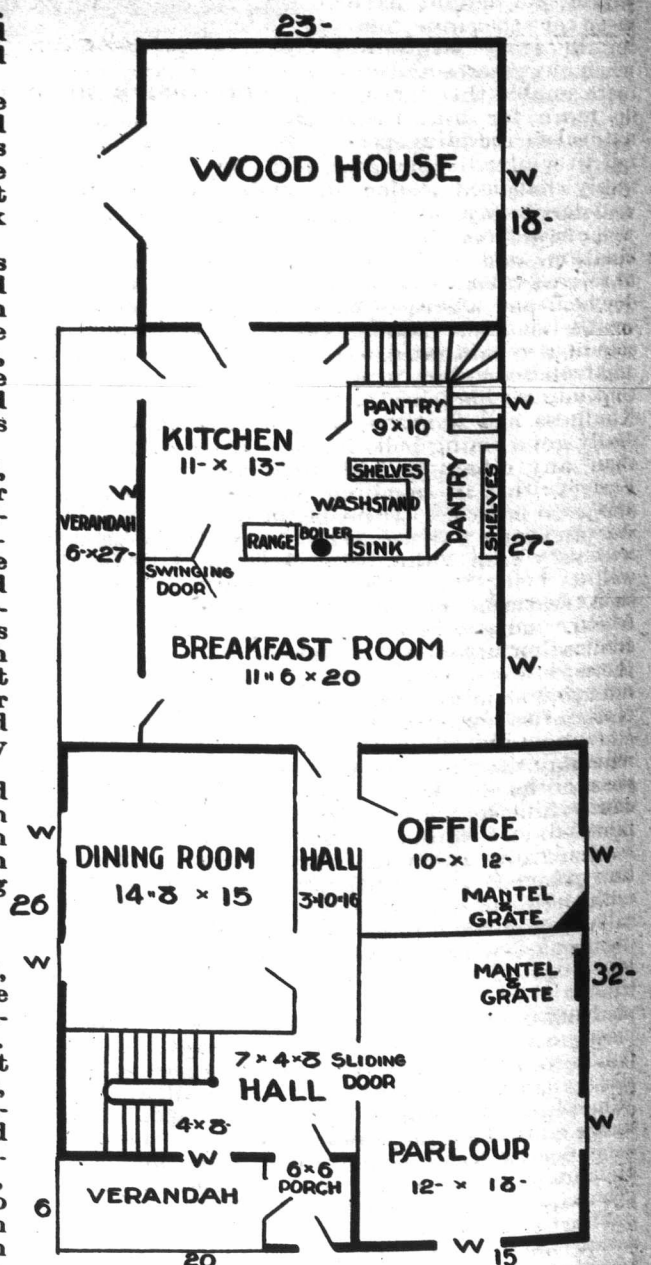 23-
WOOD HOUSE
W
18-
PANTRY
9 x 10
W
KITCHEN
11- x 13-
SHELVES
WASHSTAND
PANTRY
SHELVES
W
VERANDAH
6- x 27-
RANGE
BOILER
SINK
27-
SWINGING
DOOR
BREAKFAST ROOM
11"6 x 20
W
W
DINING ROOM
14"8 x 15
HALL
3-10-16
OFFICE
10- x 12-
W
MANTEL
&
GRATE
26
W
MANTEL
&
GRATE
32-
7 x 4 x 8 SLIDING
DOOR
HALL
4 x 8-
W
PARLOUR
12- x 18-
W
6 x 6
PORCH
VERANDAH
6
20
W
15